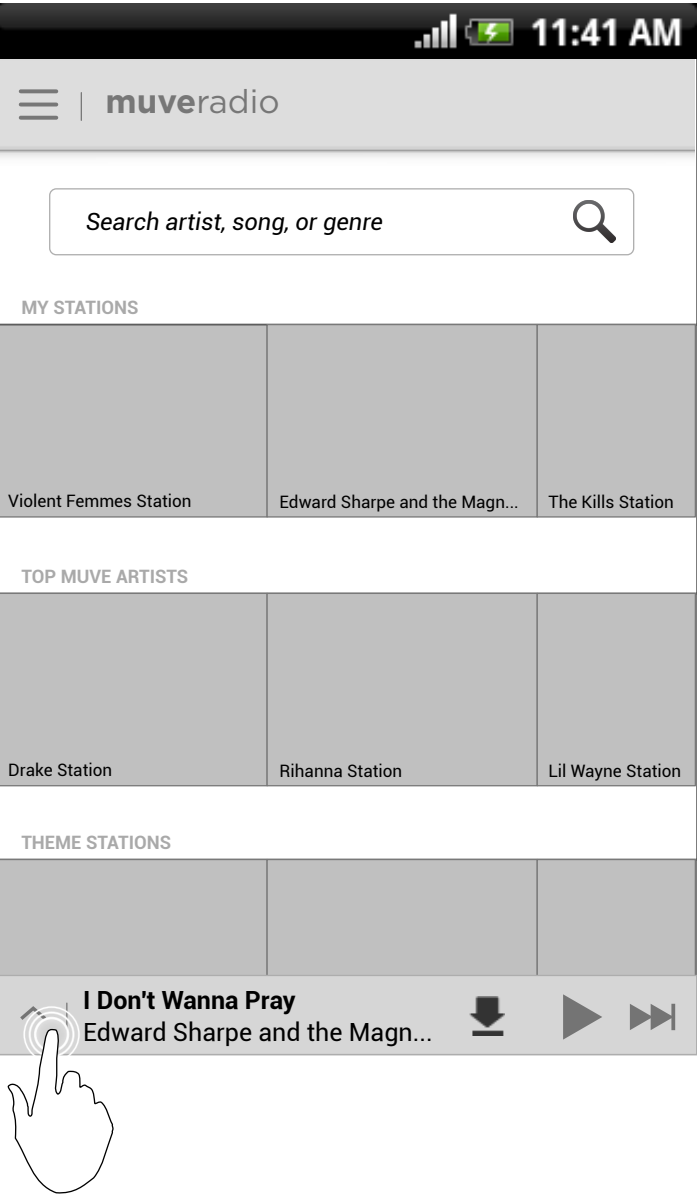 11:41 AM
muveradio
Search artist, song, or genre
MY STATIONS
Violent Femmes Station
Edward Sharpe and the Magn...
The Kills Station
TOP MUVE ARTISTS
Drake Station
Rihanna Station
Lil Wayne Station
THEME STATIONS
I Don't Wanna Pray
Edward Sharpe and the Magn...